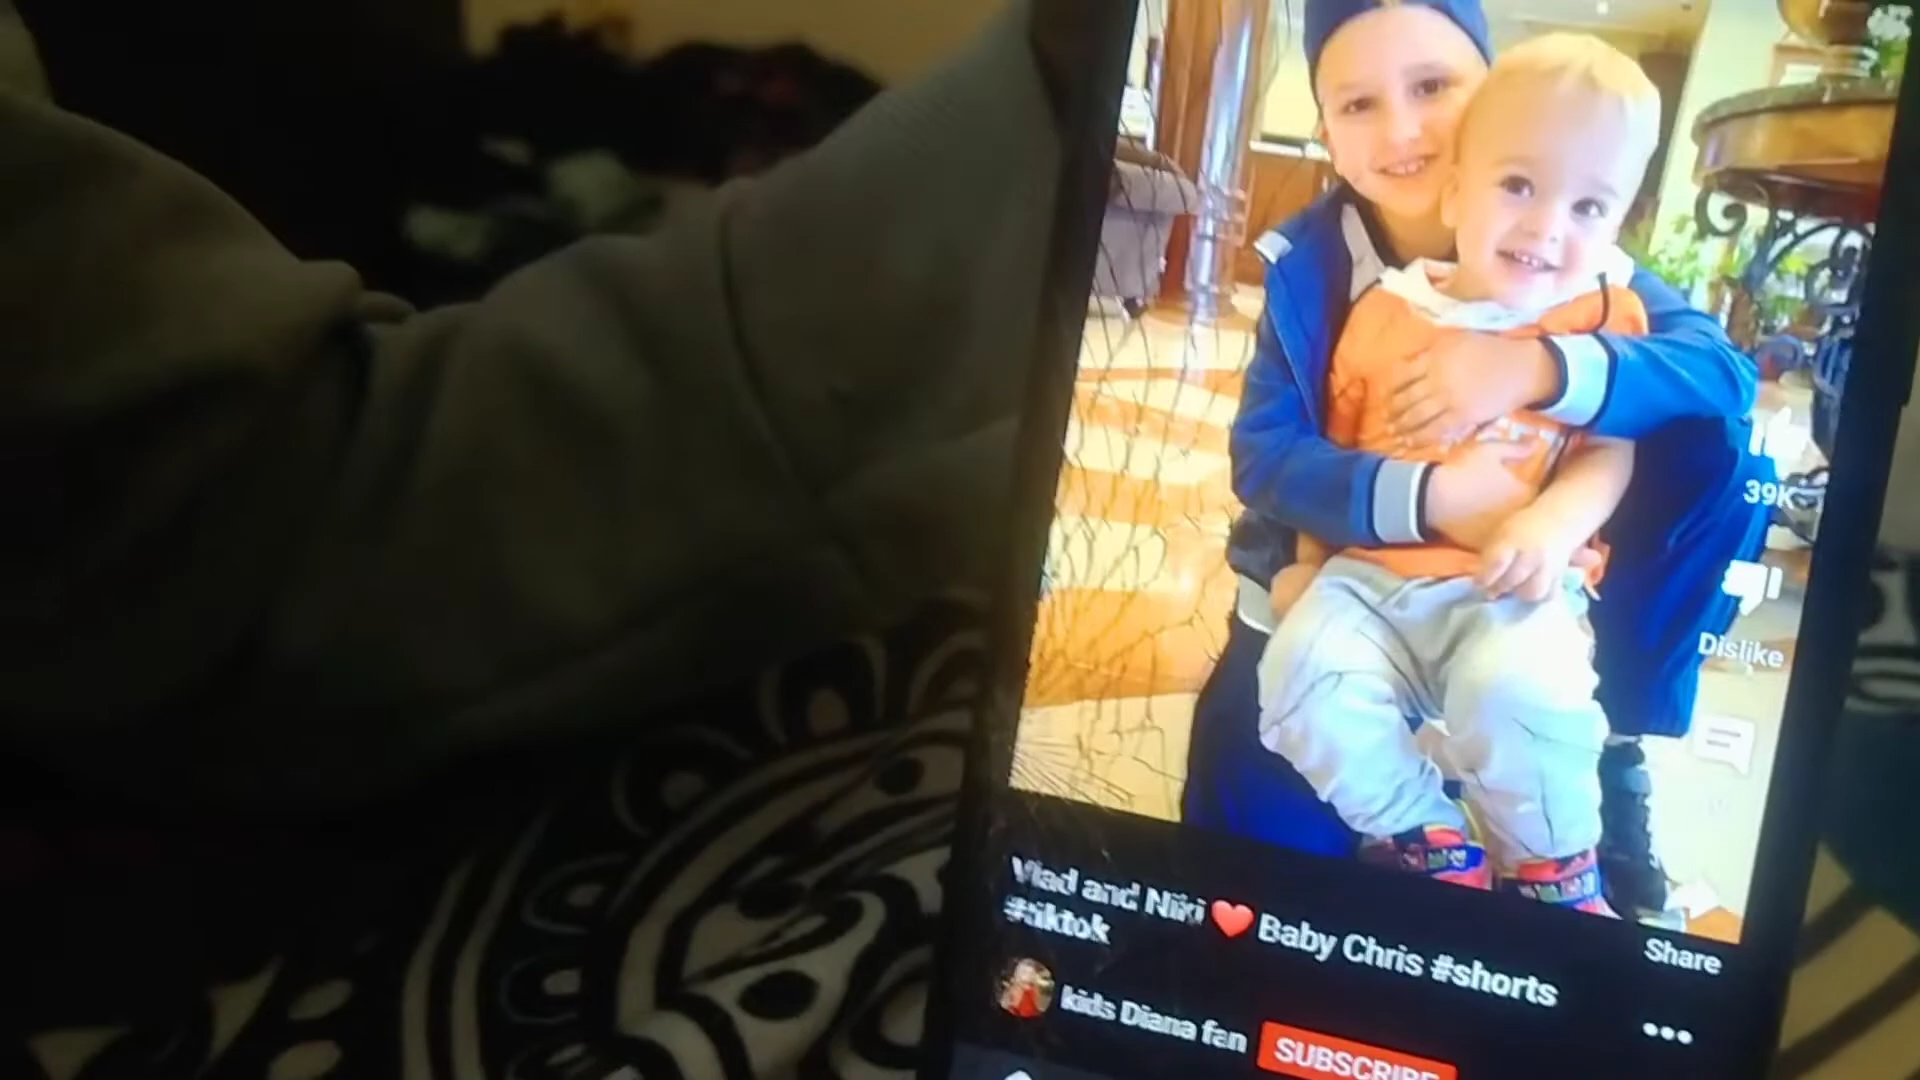 39K
Dislike
Vlad and Niki ❤️ Baby Chris #shorts
#tiktok
Share
kids Diana fan
SUBSCRIBE